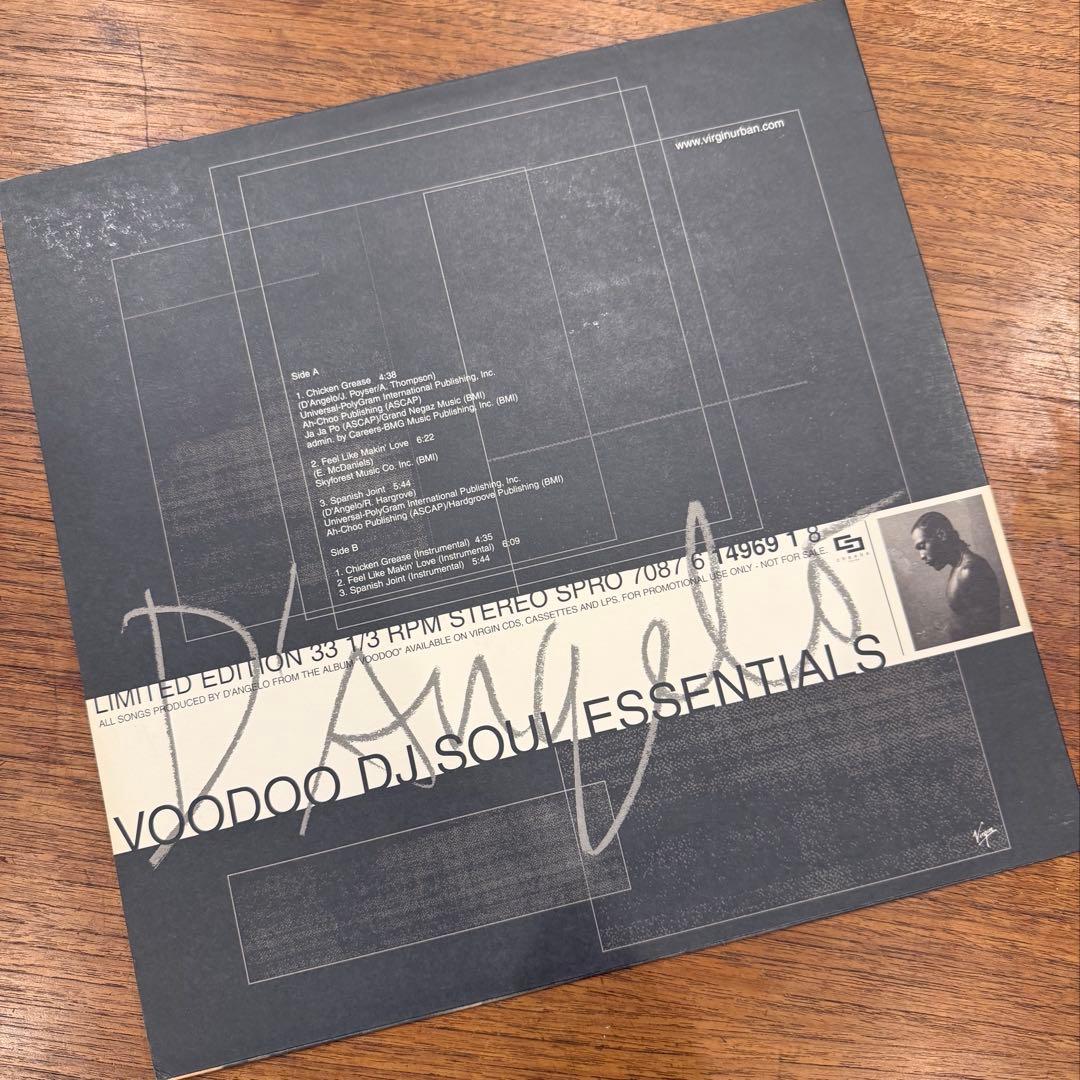 www.virginurban.com
Side A
1. Chicken Grease 4:38
(D'Angelo/J. Poyser/A. Thompson)
Universal-PolyGram International Publishing, Inc.
Ah-Choo Publishing (ASCAP)
Ja Ja Po (ASCAP)/Grand Negaz Music (BMI)
admin. by Careers-BMG Music Publishing, Inc. (BMI)
2. Feel Like Makin' Love 6:22
(E. McDaniels)
Skyforest Music Co. Inc. (BMI)
3. Spanish Joint 5:44
(D'Angelo/R. Hargrove)
Universal-PolyGram International Publishing, Inc.
Ah-Choo Publishing (ASCAP)/Hardgroove Publishing (BMI)
Side B
1. Chicken Grease (Instrumental) 4:35
2. Feel Like Makin' Love (Instrumental) 6:09
3. Spanish Joint (Instrumental) 5:44
LIMITED EDITION 33 1/3 RPM STEREO SPRO 7087 6 14969 1 8
ALL SONGS PRODUCED BY D'ANGELO FROM THE ALBUM "VOODOO" AVAILABLE ON VIRGIN CDS, CASSETTES AND LPS. FOR PROMOTIONAL USE ONLY - NOT FOR SALE.
D'Angelo
VOODOO DJ SOUL ESSENTIALS
Virgin